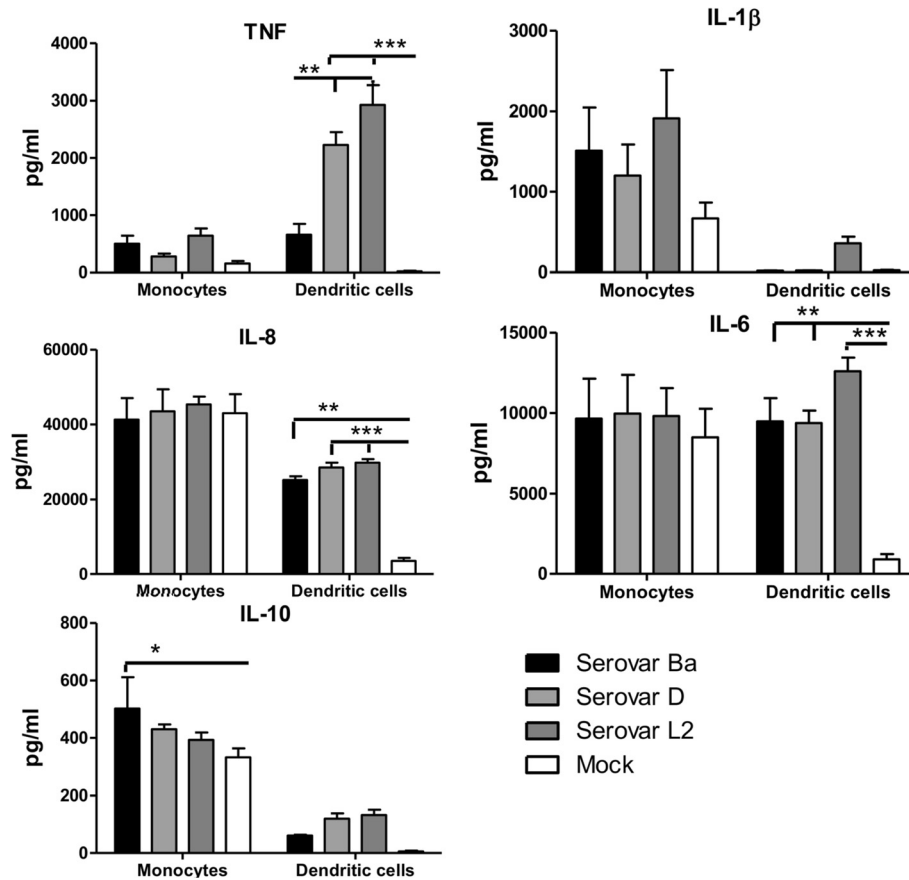 TNF
**
***
4000
3000
2000
1000
0
pg/ml
Monocytes
Dendritic cells
IL-1β
3000
2000
1000
0
pg/ml
Monocytes
Dendritic cells
IL-8
**
***
60000
40000
20000
0
pg/ml
Monocytes
Dendritic cells
IL-6
**
***
15000
10000
5000
0
pg/ml
Monocytes
Dendritic cells
IL-10
*
800
600
400
200
0
pg/ml
Monocytes
Dendritic cells
Serovar Ba
Serovar D
Serovar L2
Mock